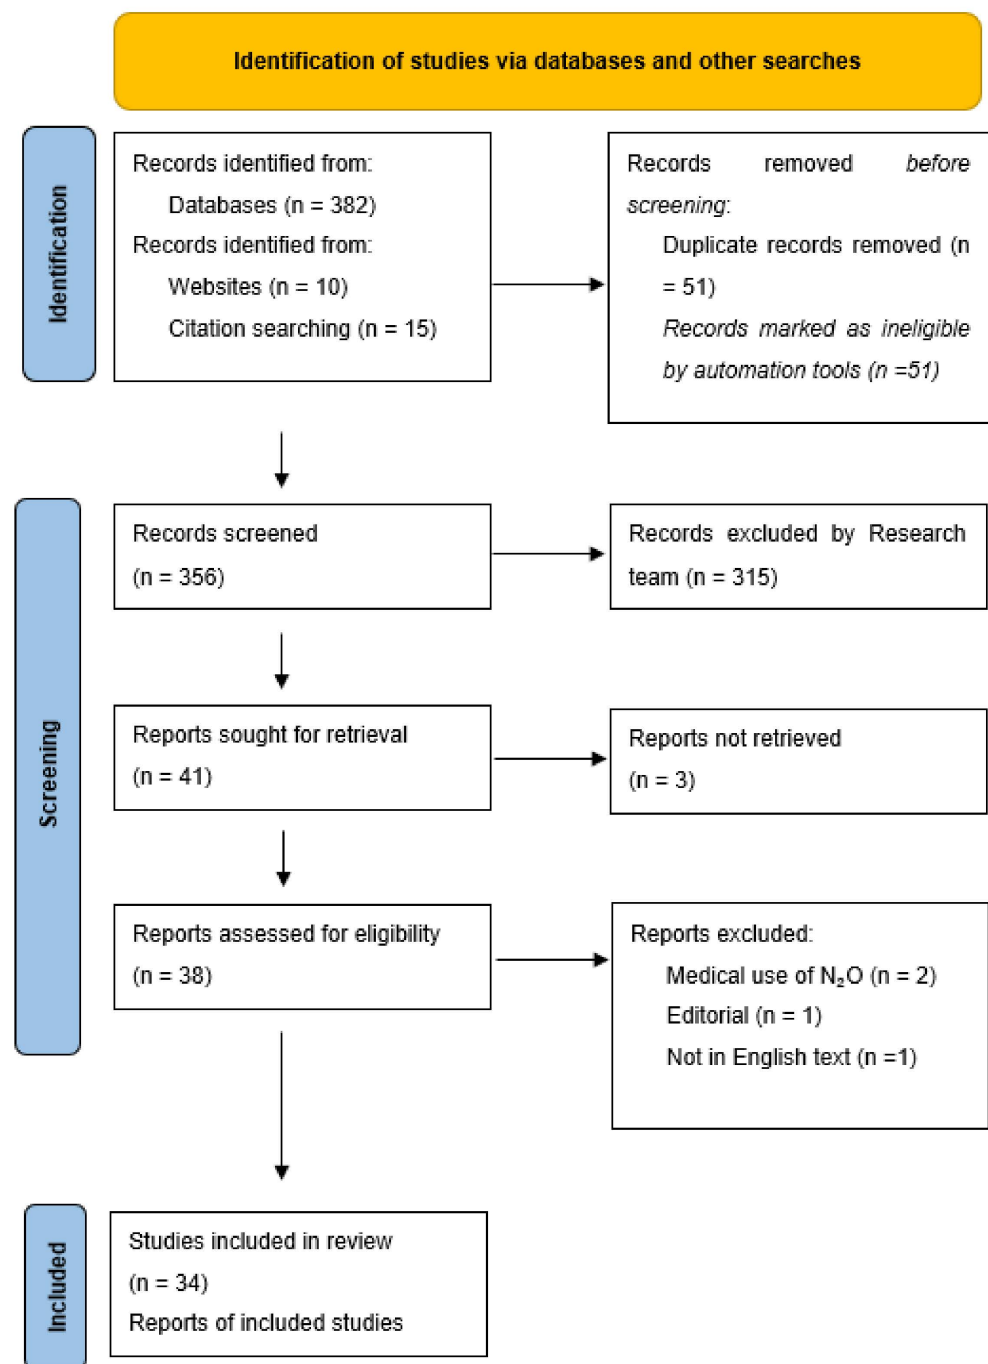 Identification of studies via databases and other searches
Identification
Records identified from:
Databases (n = 382)
Records identified from:
Websites (n = 10)
Citation searching (n = 15)
Records removed before
screening:
Duplicate records removed (n
= 51)
Records marked as ineligible
by automation tools (n =51)
Screening
Records screened
(n = 356)
Records excluded by Research
team (n = 315)
Reports sought for retrieval
(n = 41)
Reports not retrieved
(n = 3)
Reports assessed for eligibility
(n = 38)
Reports excluded:
Medical use of N₂O (n = 2)
Editorial (n = 1)
Not in English text (n =1)
Included
Studies included in review
(n = 34)
Reports of included studies